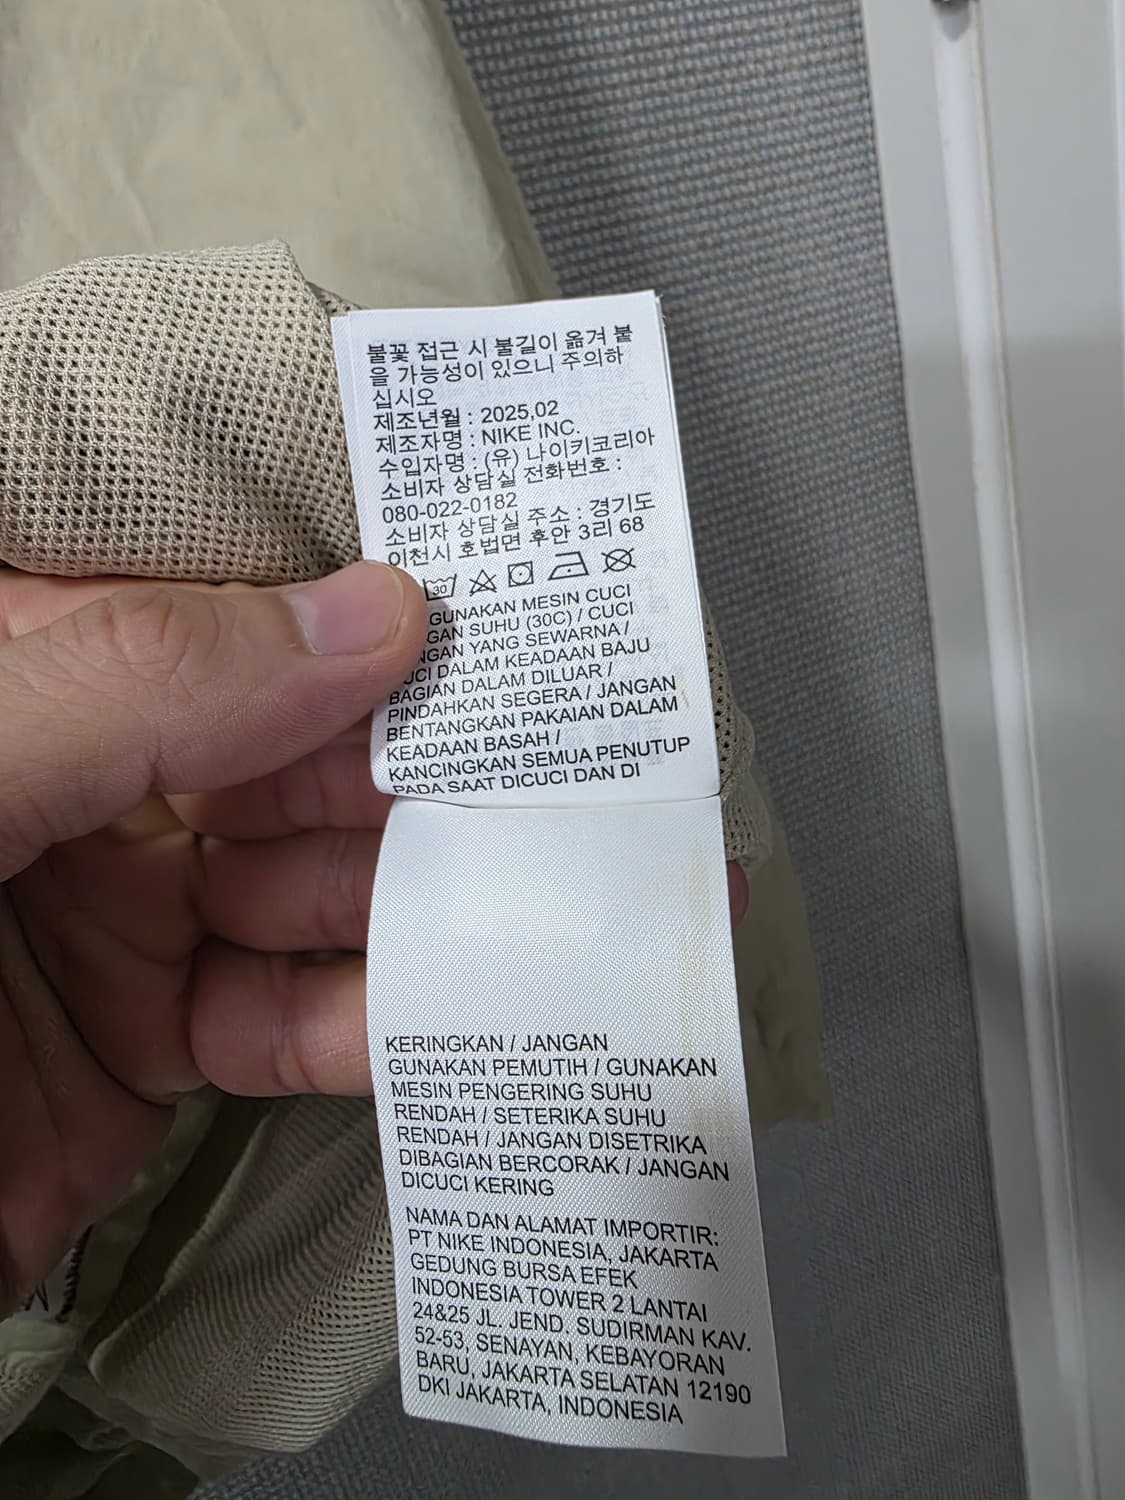 불꽃 접근 시 불길이 옮겨 붙
을 가능성이 있으니 주의하
십시오
제조년월 : 2025,02
제조자명 : NIKE INC.
수입자명 : (유) 나이키코리아
소비자 상담실 전화번호 :
080-022-0182
소비자 상담실 주소 : 경기도
이천시 호법면 후안 3리 68
30
GUNAKAN MESIN CUCI
SUHU (30C) / CUCI
YANG SEWARNA /
DALAM KEADAAN BAJU
BAGIAN DALAM DILUAR /
PINDAHKAN SEGERA / JANGAN
BENTANGKAN PAKAIAN DALAM
KEADAAN BASAH /
KANCINGKAN SEMUA PENUTUP
PADA SAAT DICUCI DAN DI
KERINGKAN / JANGAN
GUNAKAN PEMUTIH / GUNAKAN
MESIN PENGERING SUHU
RENDAH / SETERIKA SUHU
RENDAH / JANGAN DISETRIKA
DIBAGIAN BERCORAK / JANGAN
DICUCI KERING
NAMA DAN ALAMAT IMPORTIR:
PT NIKE INDONESIA, JAKARTA
GEDUNG BURSA EFEK
INDONESIA TOWER 2 LANTAI
24&25 JL. JEND. SUDIRMAN KAV.
52-53, SENAYAN, KEBAYORAN
BARU, JAKARTA SELATAN 12190
DKI JAKARTA, INDONESIA